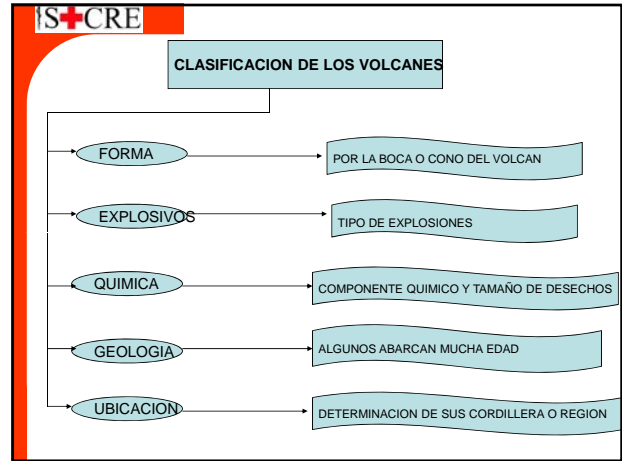 IS+CRE
CLASIFICACION DE LOS VOLCANES
FORMA
POR LA BOCA O CONO DEL VOLCAN
EXPLOSIVOS
TIPO DE EXPLOSIONES
QUIMICA
COMPONENTE QUIMICO Y TAMAÑO DE DESECHOS
GEOLOGIA
ALGUNOS ABARCAN MUCHA EDAD
UBICACION
DETERMINACION DE SUS CORDILLERA O REGION